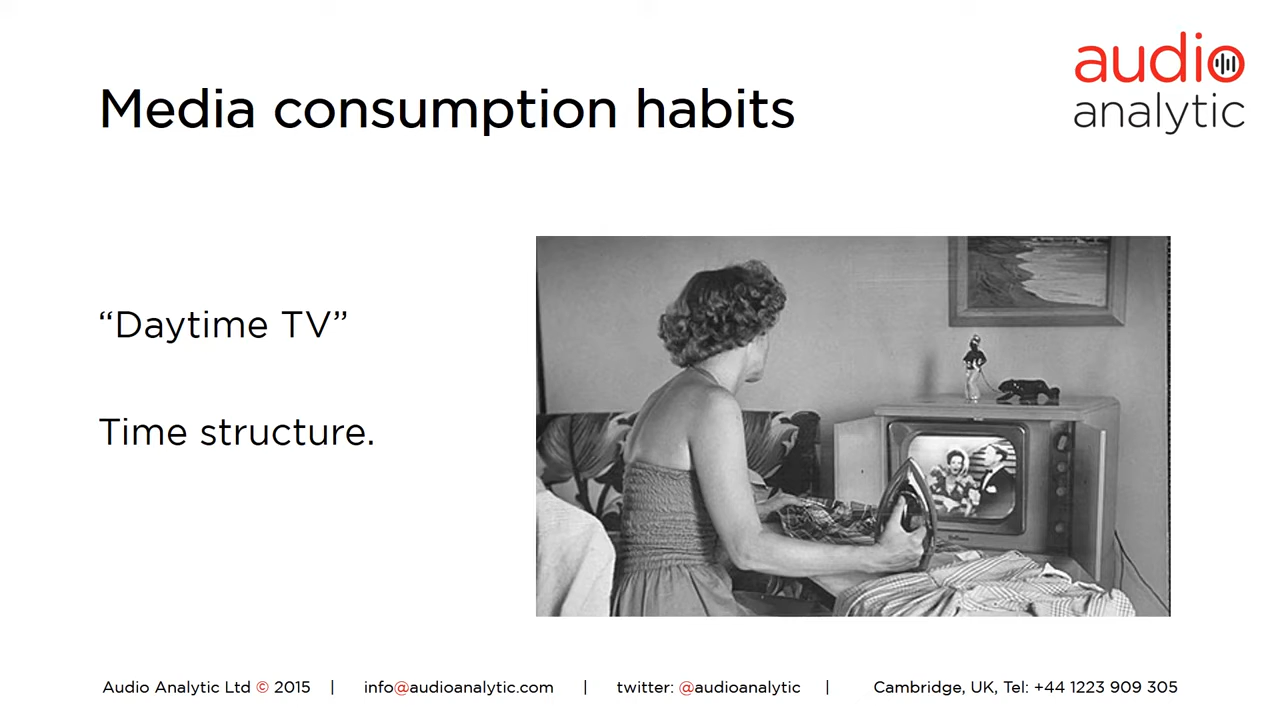 audio
analytic
Media consumption habits
“Daytime TV”
Time structure.
Audio Analytic Ltd © 2015 | info@audioanalytic.com | twitter: @audioanalytic | Cambridge, UK, Tel: +44 1223 909 305